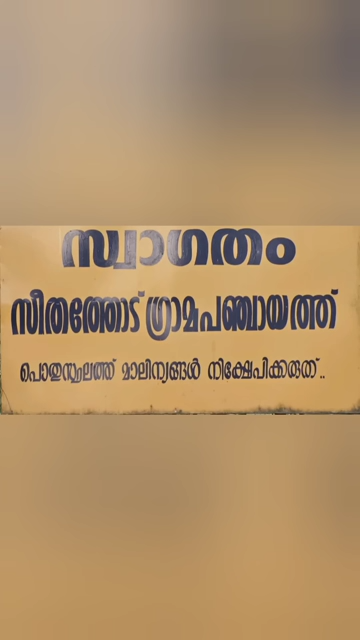 സ്വാഗതം
സീതത്തോട് ഗ്രാമപഞ്ചായത്ത്
പൊതുസ്ഥലത്ത് മാലിന്യങ്ങൾ നിക്ഷേപിക്കരുത്..